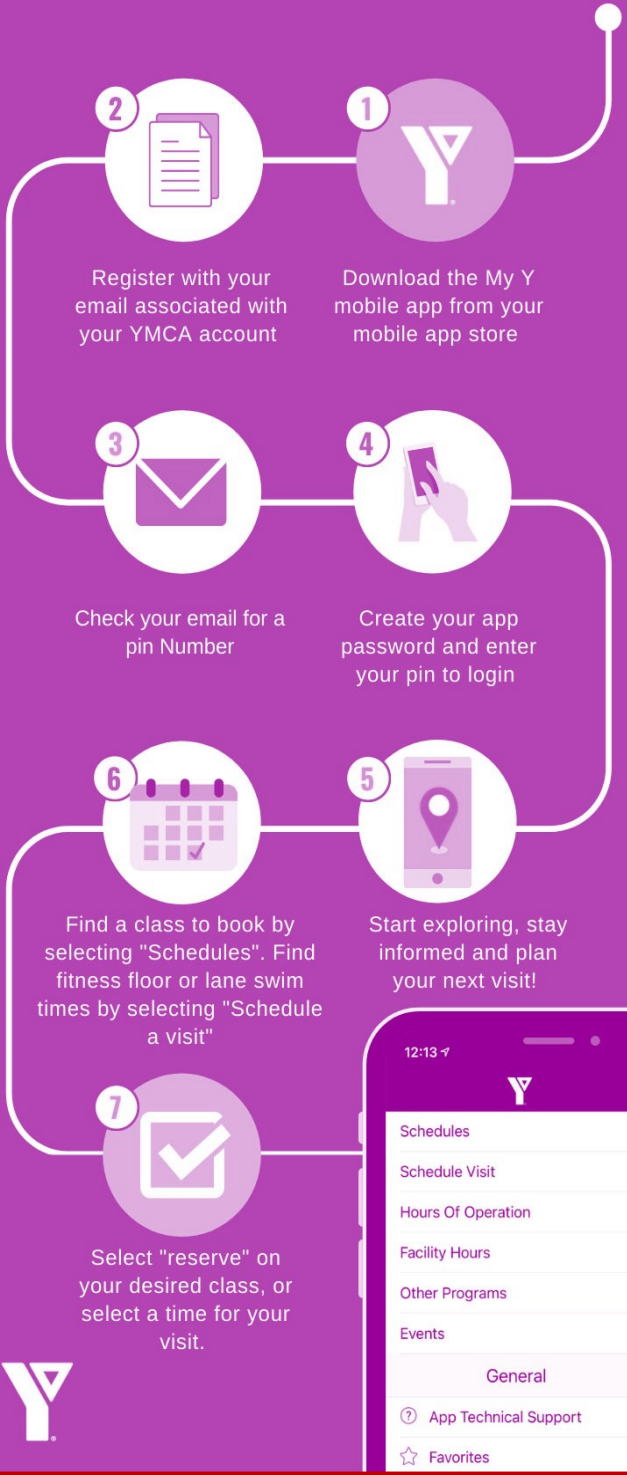 1
Download the My Y
mobile app from your
mobile app store
2
Register with your
email associated with
your YMCA account
3
Check your email for a
pin Number
4
Create your app
password and enter
your pin to login
5
Start exploring, stay
informed and plan
your next visit!
6
Find a class to book by
selecting "Schedules". Find
fitness floor or lane swim
times by selecting "Schedule
a visit"
7
Select "reserve" on
your desired class, or
select a time for your
visit.
12:13
Schedules
Schedule Visit
Hours Of Operation
Facility Hours
Other Programs
Events
General
? App Technical Support
Favorites
Y